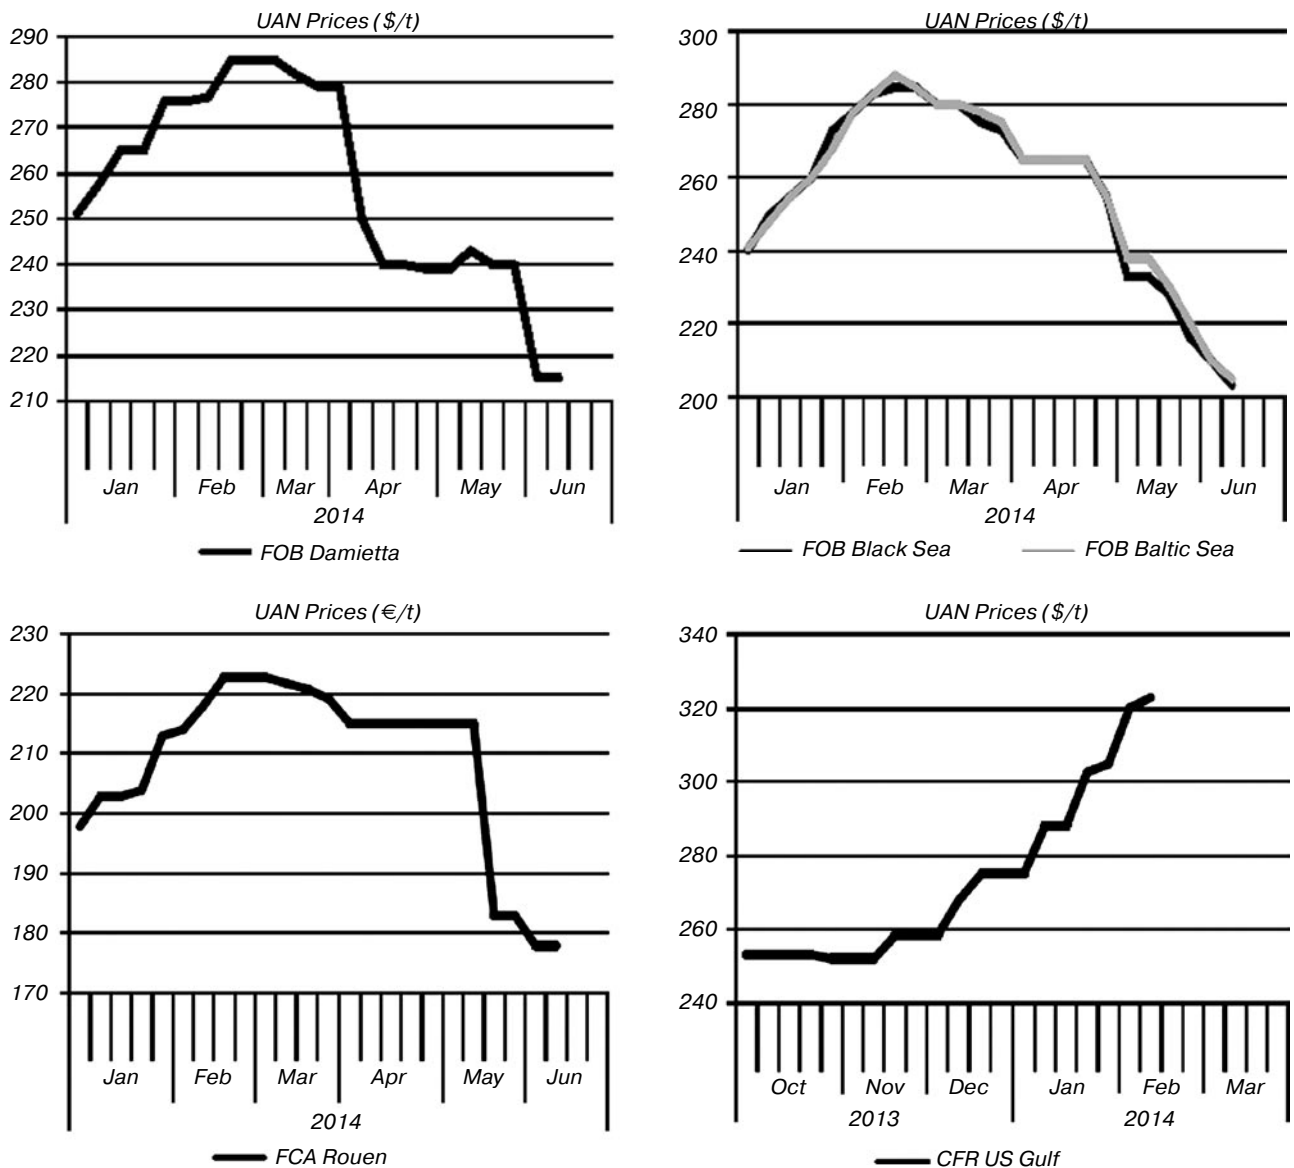 UAN Prices ($/t)
290
280
270
260
250
240
230
220
210
Jan Feb Mar Apr May Jun
2014
FOB Damietta
UAN Prices ($/t)
300
280
260
240
220
200
Jan Feb Mar Apr May Jun
2014
FOB Black Sea FOB Baltic Sea
UAN Prices (€/t)
230
220
210
200
190
180
170
Jan Feb Mar Apr May Jun
2014
FCA Rouen
UAN Prices ($/t)
340
320
300
280
260
240
Oct Nov Dec Jan Feb Mar
2013 2014
CFR US Gulf